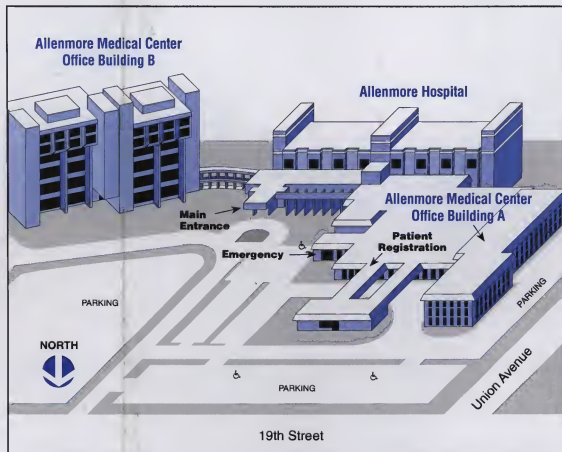 Allenmore Medical Center
Office Building B
Allenmore Hospital
Allenmore Medical Center
Office Building A
Main
Entrance
Emergency
Patient
Registration
PARKING
PARKING
NORTH
PARKING
Union Avenue
19th Street